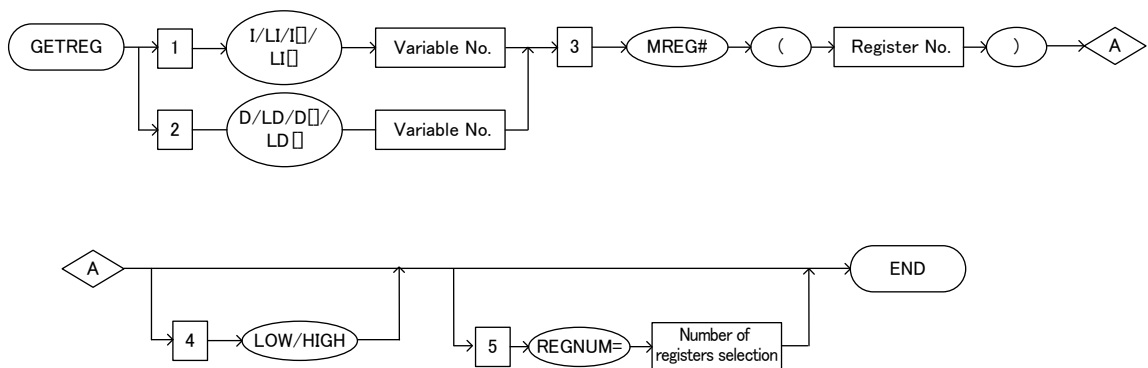 GETREG
1
I/LI/I[]/
LI[]
Variable No.
3
MREG#
(
Register No.
)
A
2
D/LD/D[]/
LD[]
Variable No.
A
END
4
LOW/HIGH
5
REGNUM=
Number of
registers selection